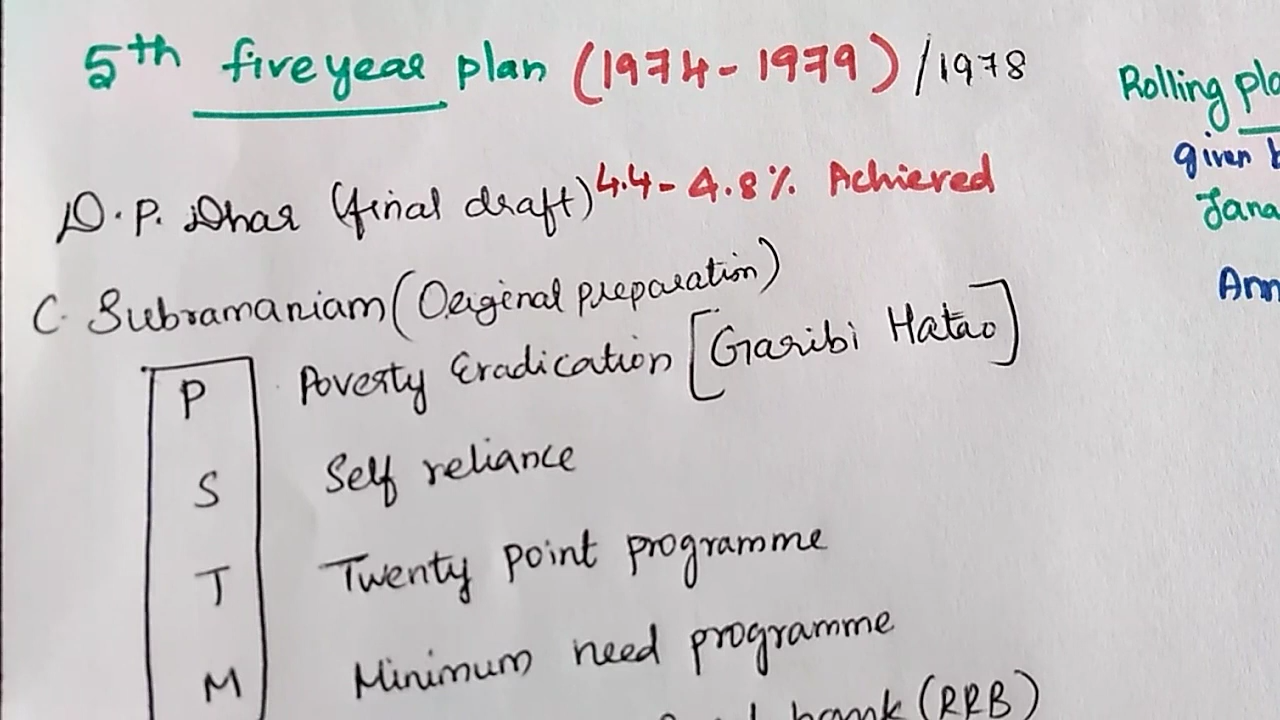 5th five year plan (1974-1979) /1978
D.P. Dhar (final draft) 4.4-4.8% Achieved
C. Subramaniam (Original preparation)
P Poverty Eradication [Garibi Hatao]
S Self reliance
T Twenty point programme
M Minimum need programme
bank (RRB)
Rolling
given
Jana
Ann